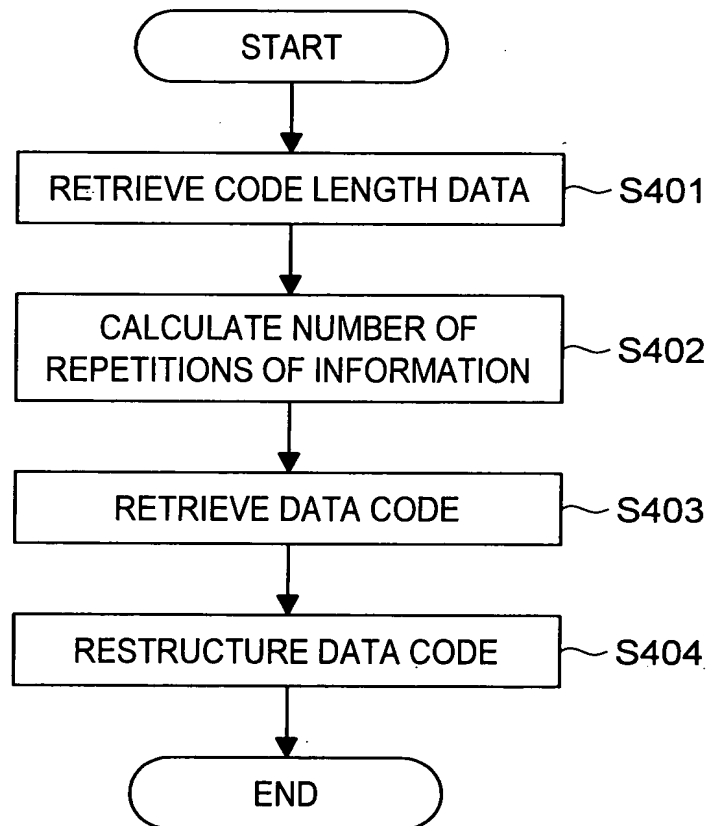 START
RETRIEVE CODE LENGTH DATA
S401
CALCULATE NUMBER OF
REPETITIONS OF INFORMATION
S402
RETRIEVE DATA CODE
S403
RESTRUCTURE DATA CODE
S404
END